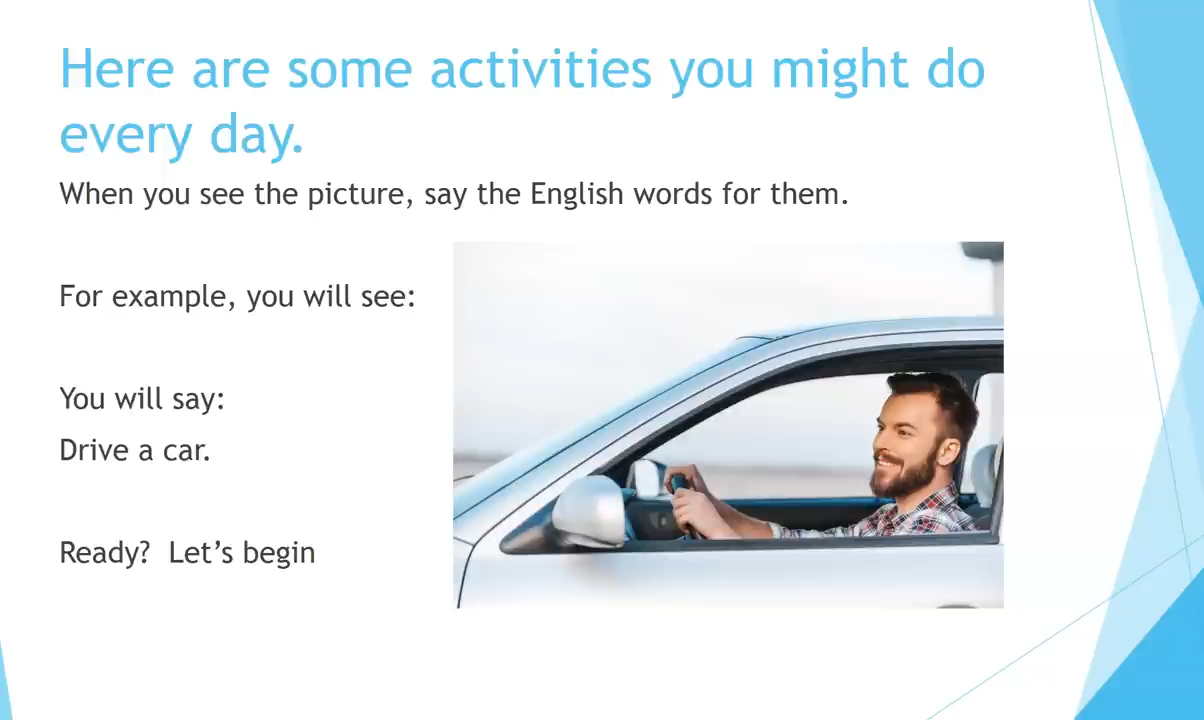 Here are some activities you might do
every day.
When you see the picture, say the English words for them.
For example, you will see:
You will say:
Drive a car.
Ready?  Let’s begin